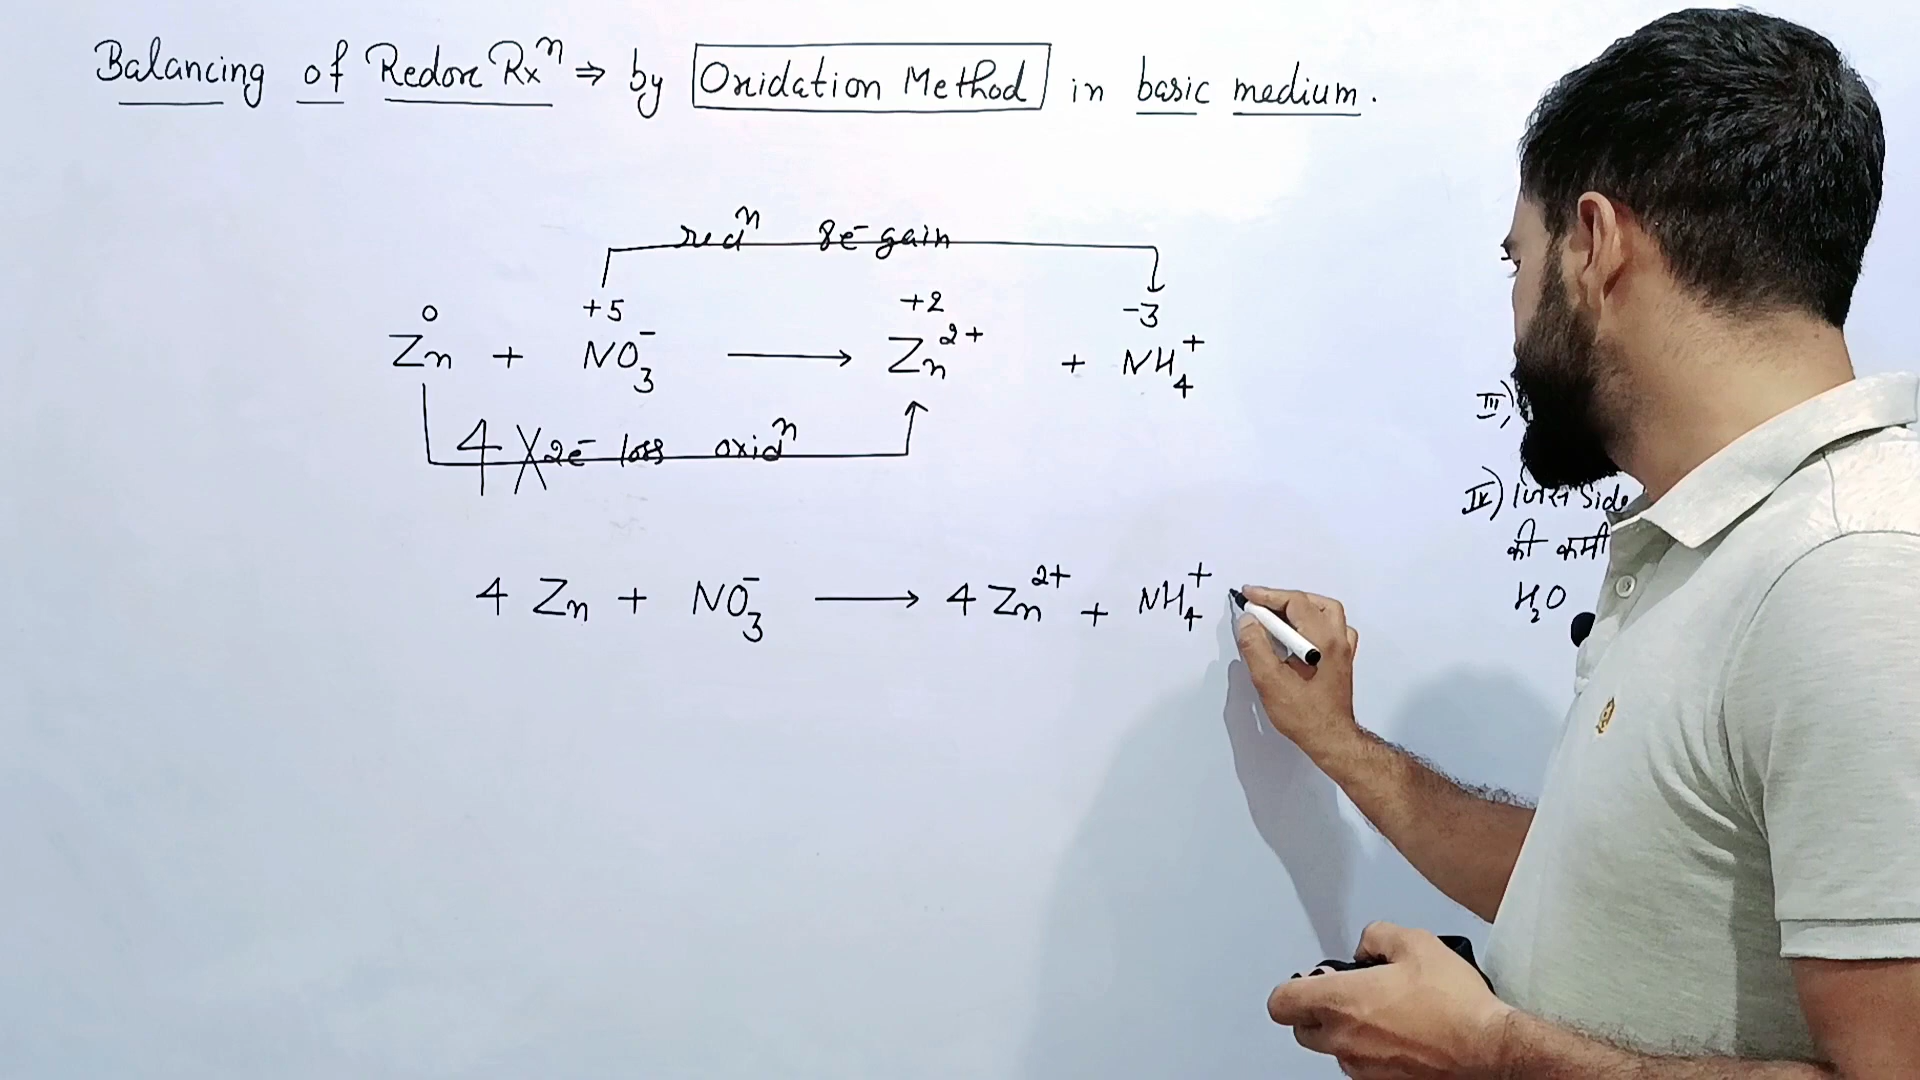 Balancing of Redox Rxⁿ ⇒ by Oxidation Method in basic medium.
redⁿ 8e⁻ gain
0 +5 +2 -3
Zn + NO₃⁻ ⟶ Zn²⁺ + NH₄⁺
4 X 2e⁻ loss oxidⁿ
III)
IV) जिस side
की कमी
4 Zn + NO₃⁻ ⟶ 4 Zn²⁺ + NH₄⁺
H₂O